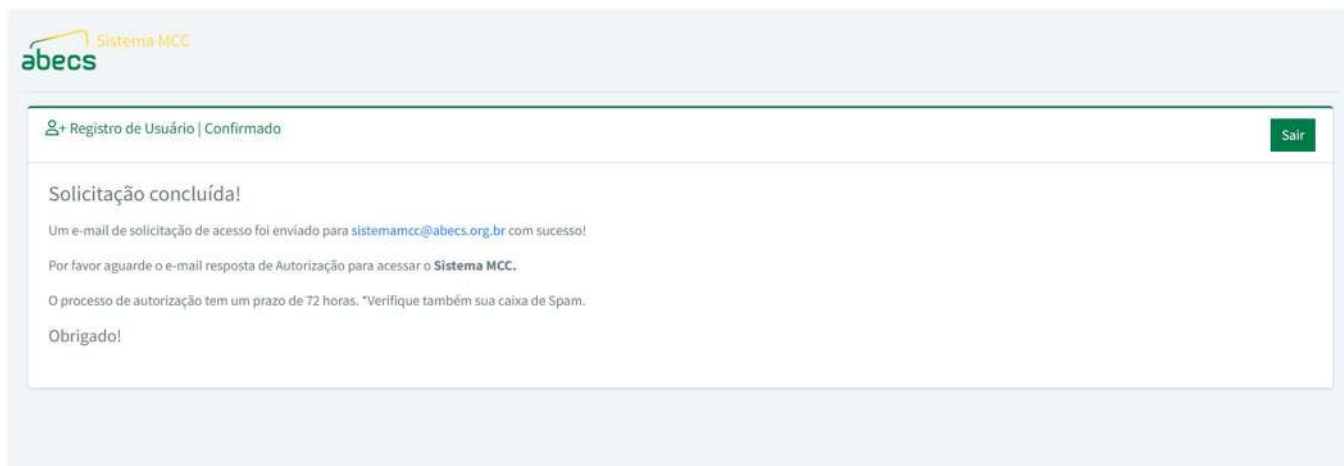 Sistema MCC
abecs
Registro de Usuário | Confirmado
Sair
Solicitação concluída!
Um e-mail de solicitação de acesso foi enviado para sistemamcc@abecs.org.br com sucesso!
Por favor aguarde o e-mail resposta de Autorização para acessar o Sistema MCC.
O processo de autorização tem um prazo de 72 horas. *Verifique também sua caixa de Spam.
Obrigado!